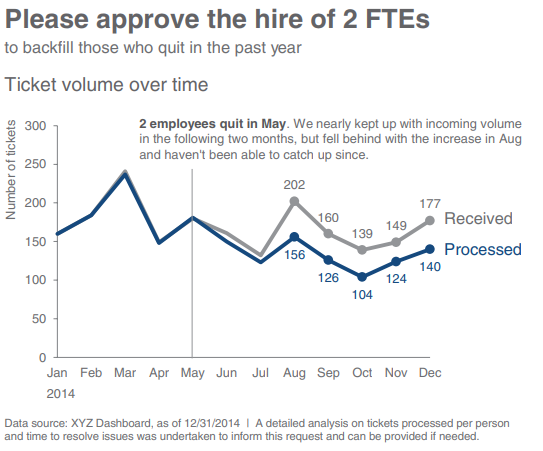 Please approve the hire of 2 FTEs
to backfill those who quit in the past year
Ticket volume over time
2 employees quit in May. We nearly kept up with incoming volume
in the following two months, but fell behind with the increase in Aug
and haven't been able to catch up since.
Number of tickets
300
250
200
150
100
50
0
202
160
139
149
177
Received
Processed
156
126
104
124
140
Jan Feb Mar Apr May Jun Jul Aug Sep Oct Nov Dec
2014
Data source: XYZ Dashboard, as of 12/31/2014 | A detailed analysis on tickets processed per person
and time to resolve issues was undertaken to inform this request and can be provided if needed.